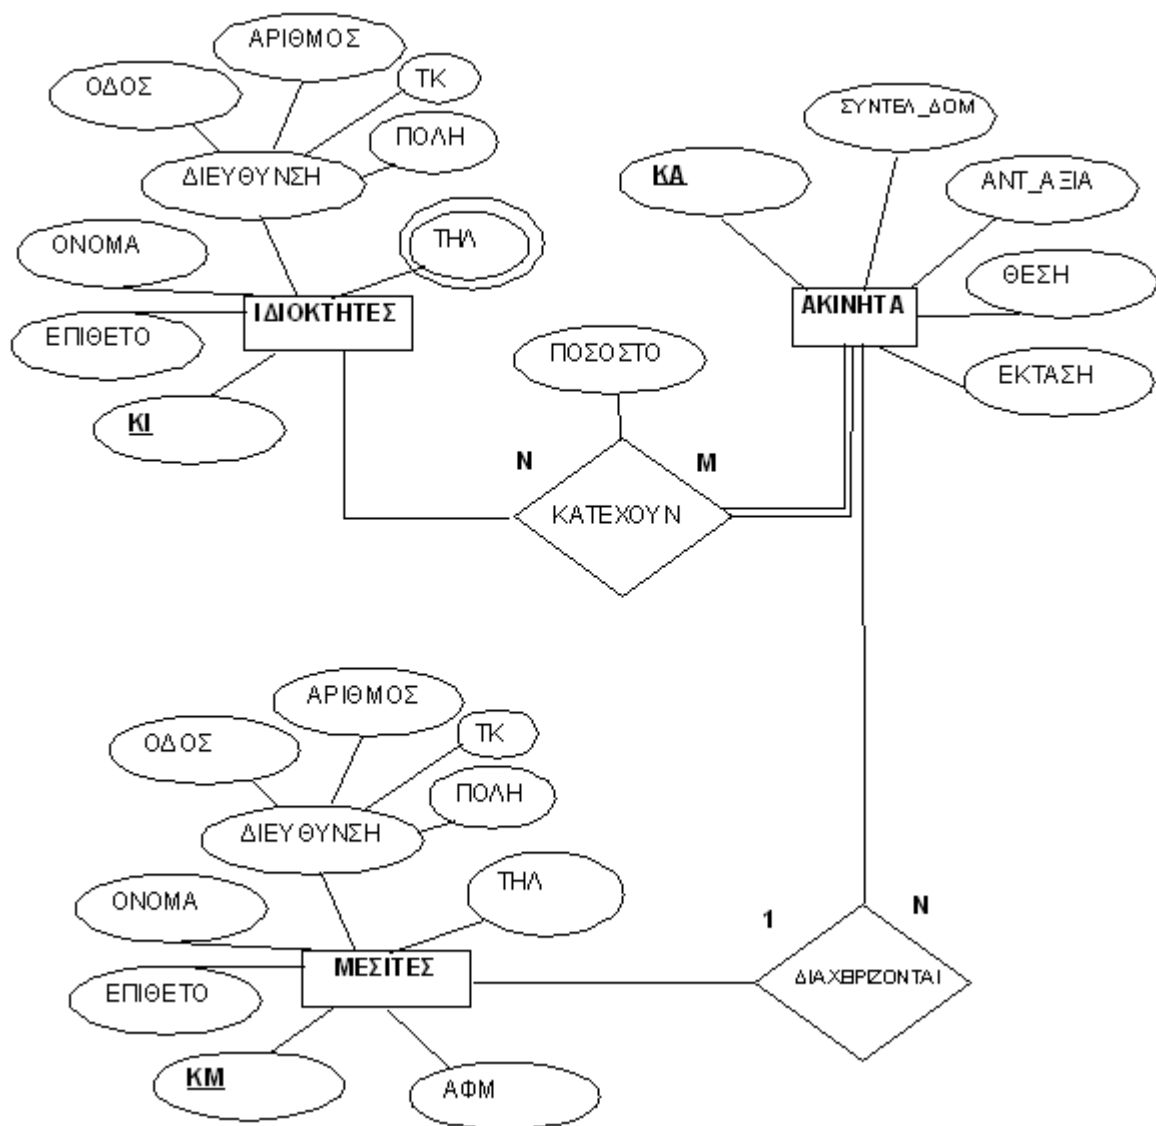 ΑΡΙΘΜΟΣ
ΟΔΟΣ
ΤΚ
ΠΟΛΗ
ΔΙΕΥΘΥΝΣΗ
ΟΝΟΜΑ
ΤΗΛ
ΙΔΙΟΚΤΗΤΕΣ
ΕΠΙΘΕΤΟ
ΚΙ
ΣΥΝΤΕΛ_ΔΟΜ
ΚΑ
ΑΝΤ_ΑΞΙΑ
ΘΕΣΗ
ΑΚΙΝΗΤΑ
ΕΚΤΑΣΗ
ΠΟΣΟΣΤΟ
Ν
Μ
ΚΑΤΕΧΟΥΝ
ΑΡΙΘΜΟΣ
ΟΔΟΣ
ΤΚ
ΠΟΛΗ
ΔΙΕΥΘΥΝΣΗ
ΟΝΟΜΑ
ΤΗΛ
ΜΕΣΙΤΕΣ
ΕΠΙΘΕΤΟ
ΚΜ
ΑΦΜ
1
Ν
ΔΙΑΧΕΙΡΙΖΟΝΤΑΙ